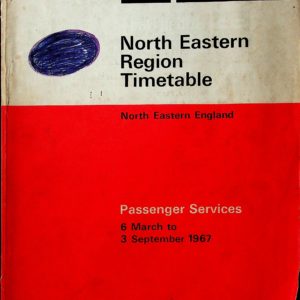 North Eastern
Region
Timetable
North Eastern England
Passenger Services
6 March to
3 September 1967